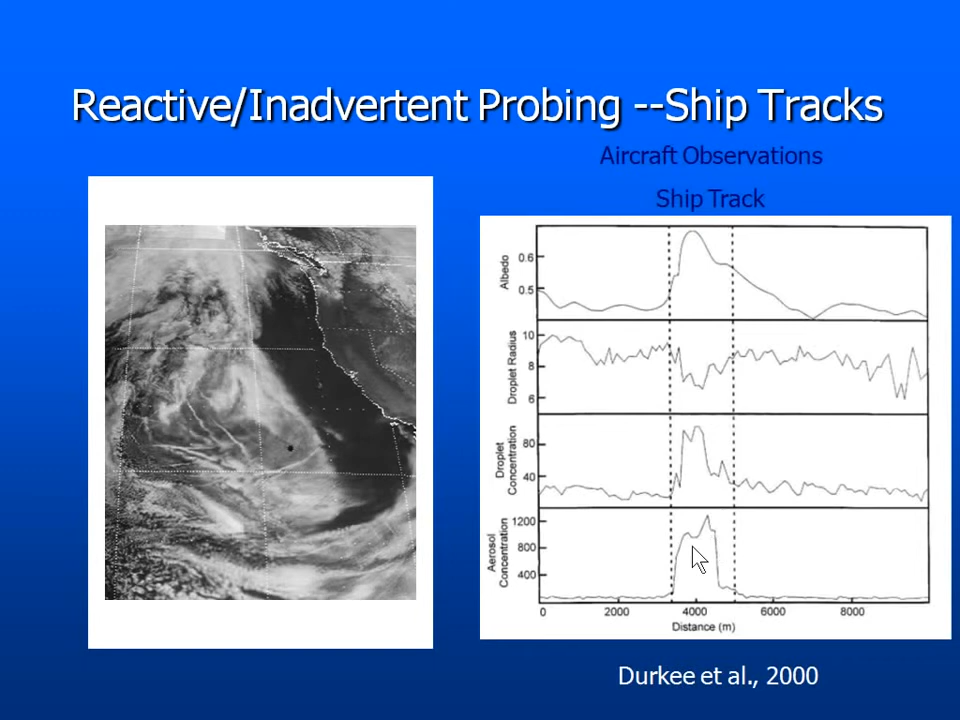 Reactive/Inadvertent Probing --Ship Tracks
Aircraft Observations
Ship Track
Albedo
0.6
0.5
Droplet Radius
10
8
6
Droplet
Concentration
80
40
Aerosol
Concentration
1200
800
400
0 2000 4000 6000 8000
Distance (m)
Durkee et al., 2000